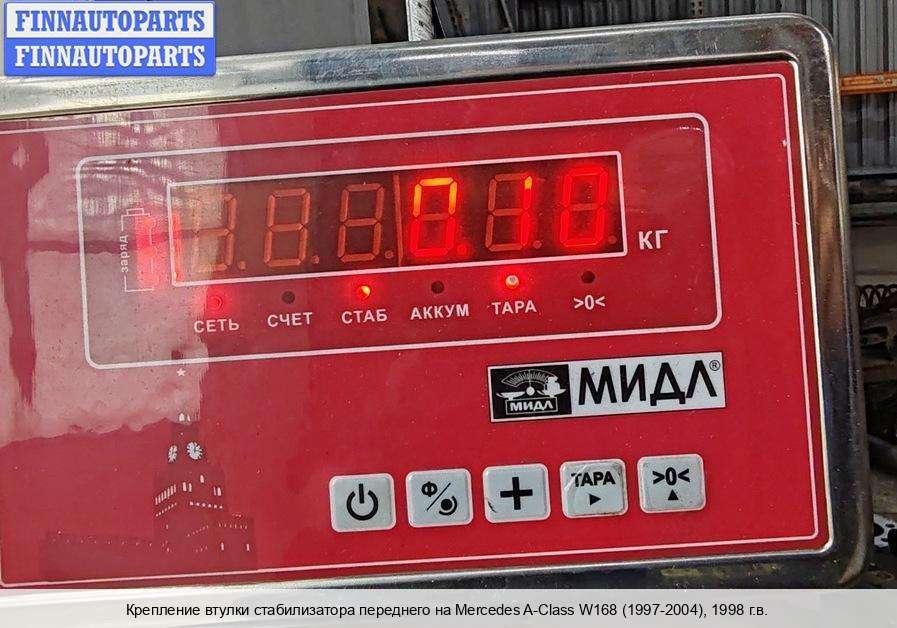 FINNAUTOPARTS
FINNAUTOPARTS
заряд
0.10
КГ
СЕТЬ СЧЕТ СТАБ АККУМ ТАРА >0<
МИДЛ МИДЛ®
Ф ТАРА >0<
Крепление втулки стабилизатора переднего на Mercedes A-Class W168 (1997-2004), 1998 г.в.